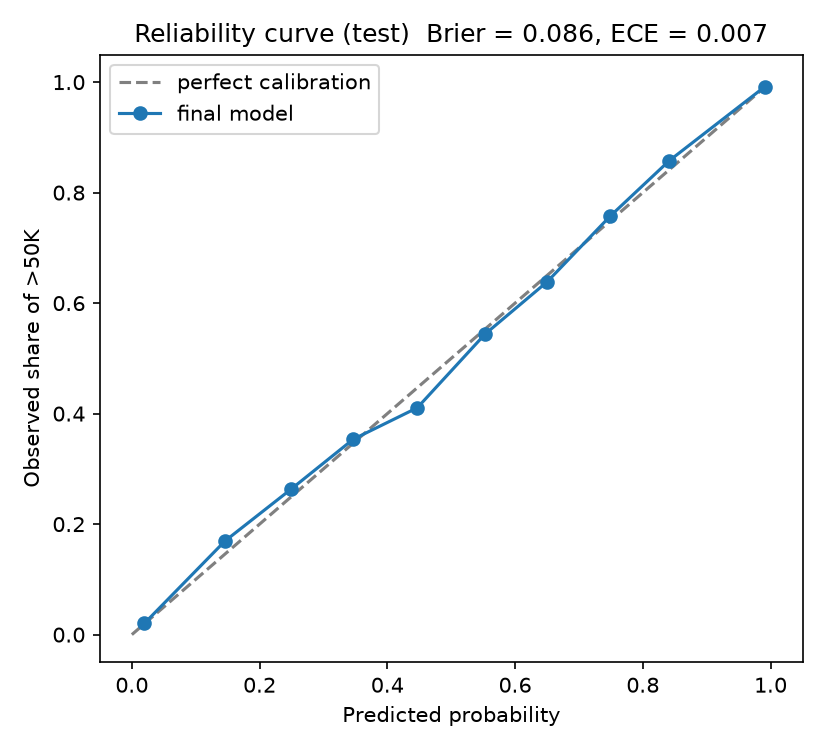 Reliability curve (test)  Brier = 0.086, ECE = 0.007
perfect calibration
final model
Observed share of >50K
1.0
0.8
0.6
0.4
0.2
0.0
0.0 0.2 0.4 0.6 0.8 1.0
Predicted probability